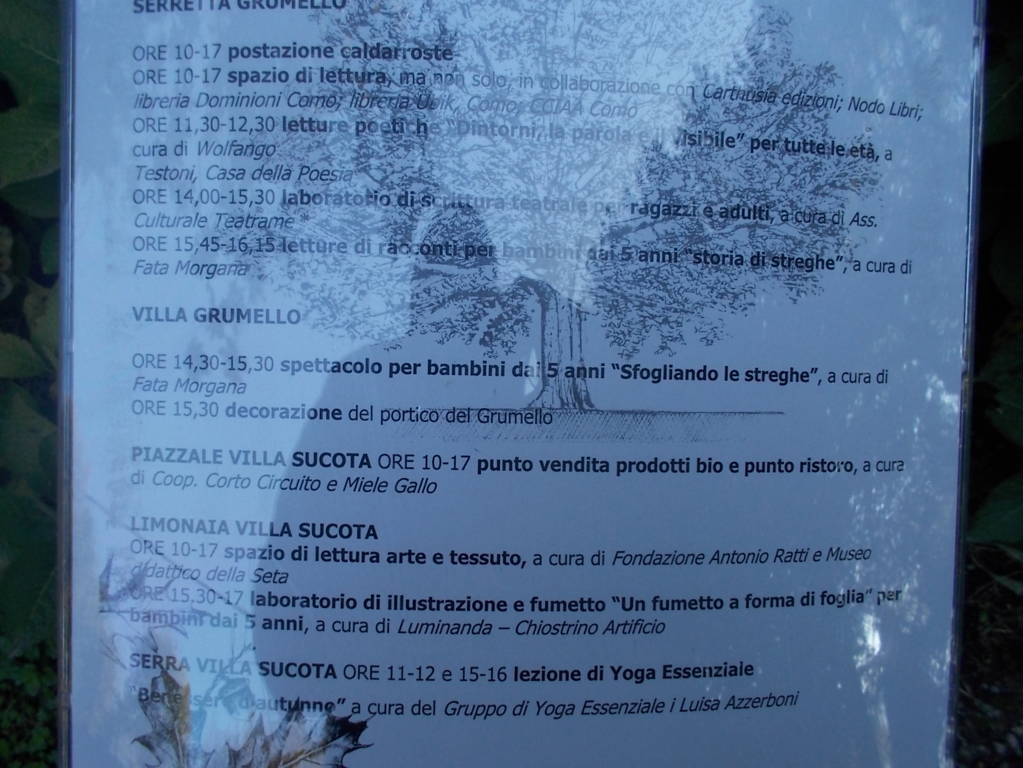 SERRETTA GRUMELLO
ORE 10-17 postazione caldarroste
ORE 10-17 spazio di lettura, ma non solo, in collaborazione con Carthusia edizioni; Nodo Libri;
libreria Dominioni Como; libreria Ubik, Como; CCIAA Como
ORE 11,30-12,30 letture poetiche "Dintorni, la parola e il visibile" per tutte le età, a
cura di Wolfango
Testoni, Casa della Poesia
ORE 14,00-15,30 laboratorio di scrittura teatrale per ragazzi e adulti, a cura di Ass.
Culturale Teatrame
ORE 15,45-16,15 letture di racconti per bambini dai 5 anni "storia di streghe", a cura di
Fata Morgana
VILLA GRUMELLO
ORE 14,30-15,30 spettacolo per bambini dai 5 anni "Sfogliando le streghe", a cura di
Fata Morgana
ORE 15,30 decorazione del portico del Grumello
PIAZZALE VILLA SUCOTA ORE 10-17 punto vendita prodotti bio e punto ristoro, a cura
di Coop. Corto Circuito e Miele Gallo
LIMONAIA VILLA SUCOTA
ORE 10-17 spazio di lettura arte e tessuto, a cura di Fondazione Antonio Ratti e Museo
didattico della Seta
ORE 15.30-17 laboratorio di illustrazione e fumetto "Un fumetto a forma di foglia" per
bambini dai 5 anni, a cura di Luminanda – Chiostrino Artificio
SERRA VILLA SUCOTA ORE 11-12 e 15-16 lezione di Yoga Essenziale
"Benessere d'autunno" a cura del Gruppo di Yoga Essenziale i Luisa Azzerboni